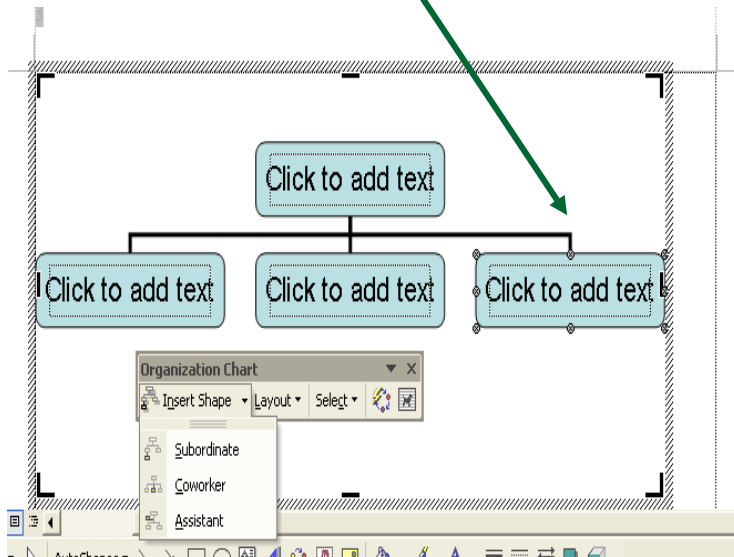 Click to add text
Click to add text Click to add text Click to add text
Organization Chart
Insert Shape Layout Select
Subordinate
Coworker
Assistant
AutoShapes